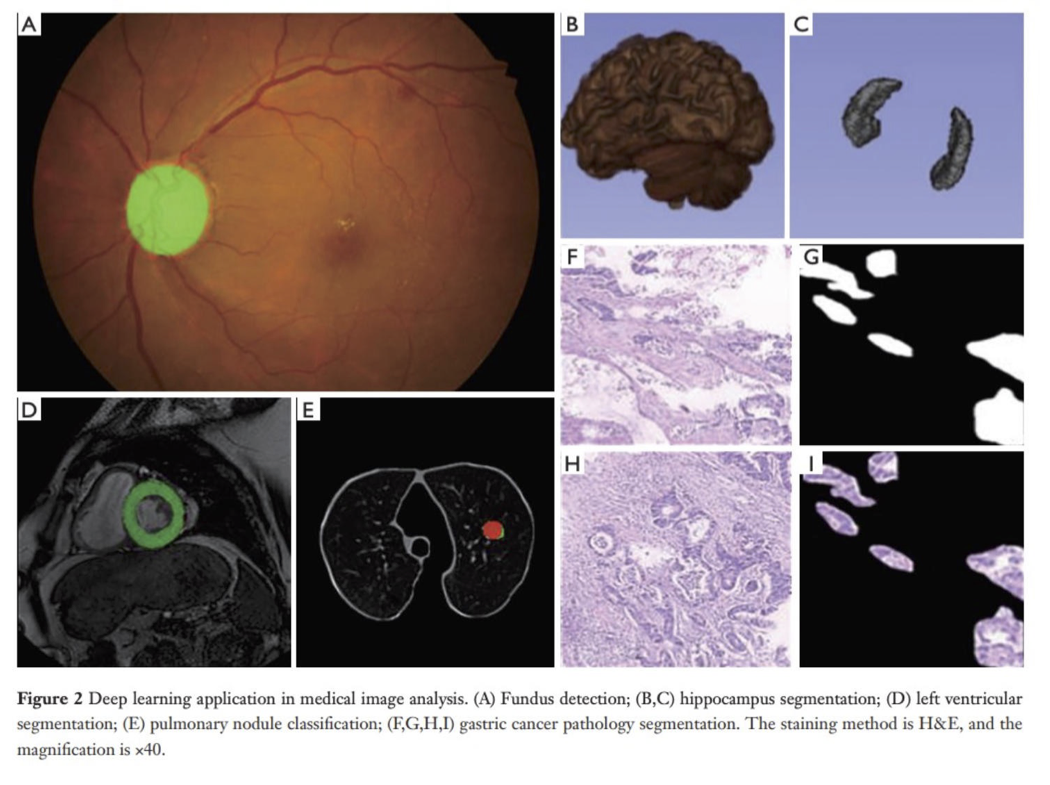 A
B
C
D
E
F
G
H
I
Figure 2 Deep learning application in medical image analysis. (A) Fundus detection; (B,C) hippocampus segmentation; (D) left ventricular
segmentation; (E) pulmonary nodule classification; (F,G,H,I) gastric cancer pathology segmentation. The staining method is H&E, and the
magnification is ×40.